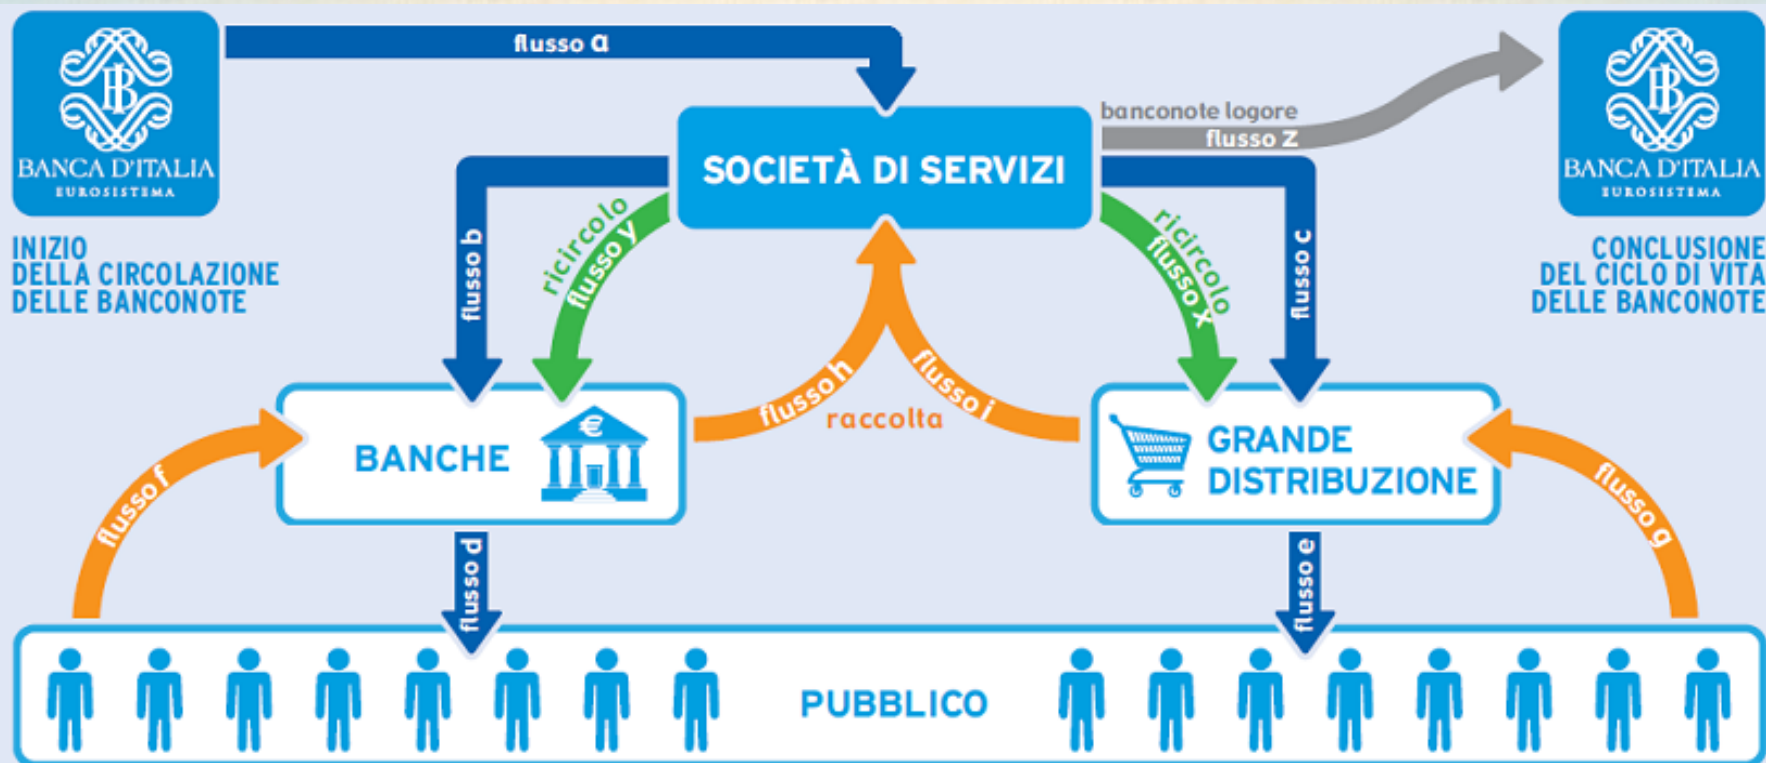 flusso a
BANCA D'ITALIA
EUROSISTEMA
INIZIO
DELLA CIRCOLAZIONE
DELLE BANCONOTE
SOCIETÀ DI SERVIZI
banconote logore
flusso z
BANCA D'ITALIA
EUROSISTEMA
CONCLUSIONE
DEL CICLO DI VITA
DELLE BANCONOTE
flusso b
ricircolo
flusso y
ricircolo
flusso x
flusso c
flusso h
flusso i
raccolta
BANCHE
€
GRANDE
DISTRIBUZIONE
flusso f
flusso d
flusso e
flusso g
PUBBLICO